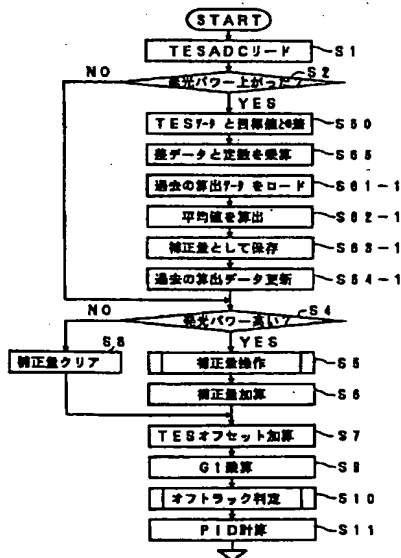 START
TESADCリード
S1
NO
発光パワー上がった?
S2
YES
TESデータと目標値との差
S50
差データと定数を乗算
S65
過去の算出データをロード
S61-1
平均値を算出
S62-1
補正量として保存
S63-1
過去の算出データ更新
S54-1
NO
発光パワー高い?
S4
YES
S8
補正量クリア
補正量操作
S5
補正量加算
S6
TESオフセット加算
S7
G1乗算
S9
オフトラック判定
S10
PID計算
S11